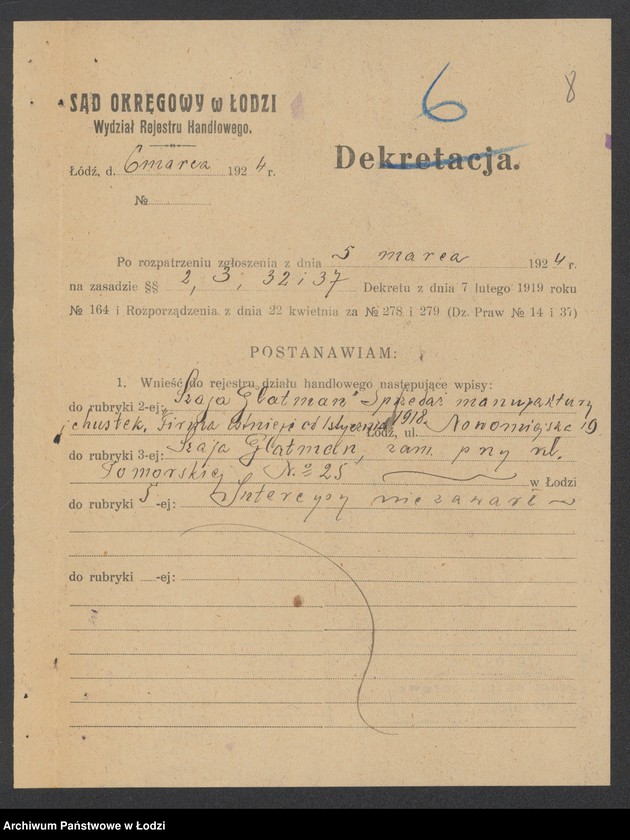 6
8
SĄD OKRĘGOWY w ŁODZI
Wydział Rejestru Handlowego.
Dekretacja.
Łódź, d. 6 marca 1924 r.
№
Po rozpatrzeniu zgłoszenia z dnia 5 marca 1924 r.
na zasadzie §§ 2, 3, 32 i 37 Dekretu z dnia 7 lutego 1919 roku
№ 164 i Rozporządzenia z dnia 22 kwietnia za № 278 i 279 (Dz. Praw № 14 i 37)
POSTANAWIAM:
1. Wnieść do rejestru działu handlowego następujące wpisy:
do rubryki 2-ej: "Szaja Glatman" Sprzedaż manufaktury
i chustek. Firma istnieje od 1 stycznia 1918. Łódź, ul. Nowomiejska 19
do rubryki 3-ej: Szaja Glatman, zam. przy ul.
Pomorskiej N.º 25 w Łodzi
do rubryki 5-ej: Intercyzy nie zawarł
do rubryki -ej:
Archiwum Państwowe w Łodzi